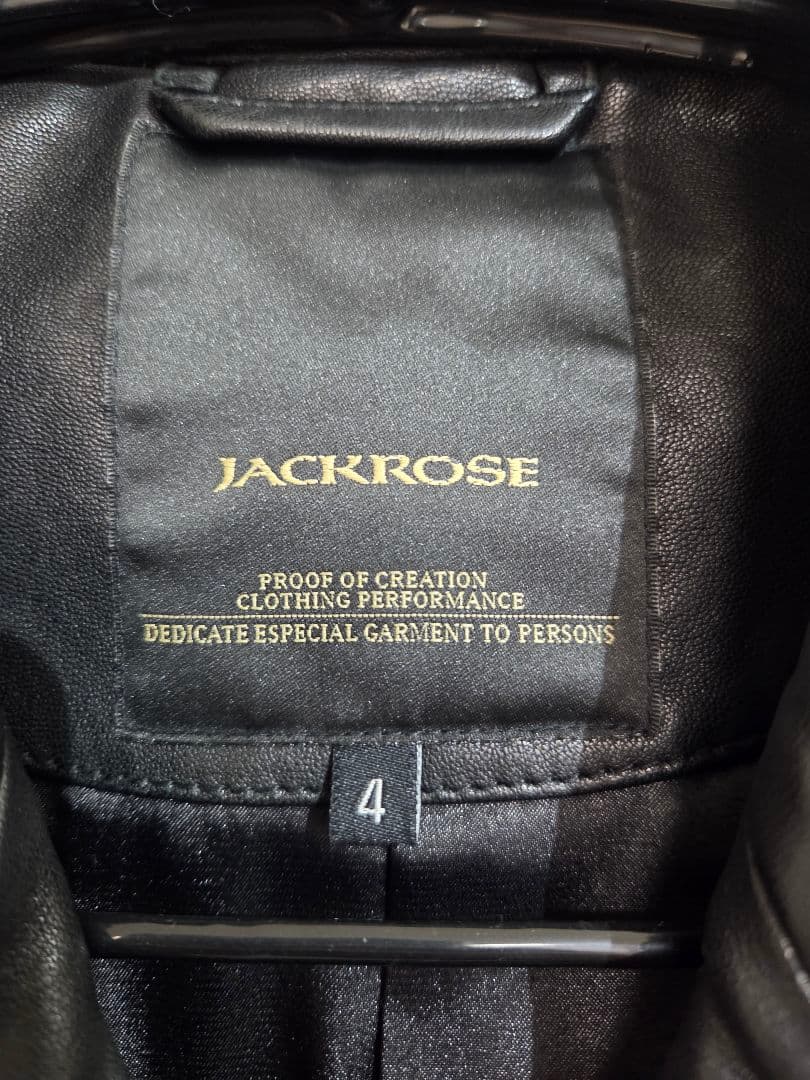 JACKROSE
PROOF OF CREATION
CLOTHING PERFORMANCE
DEDICATE ESPECIAL GARMENT TO PERSONS
4